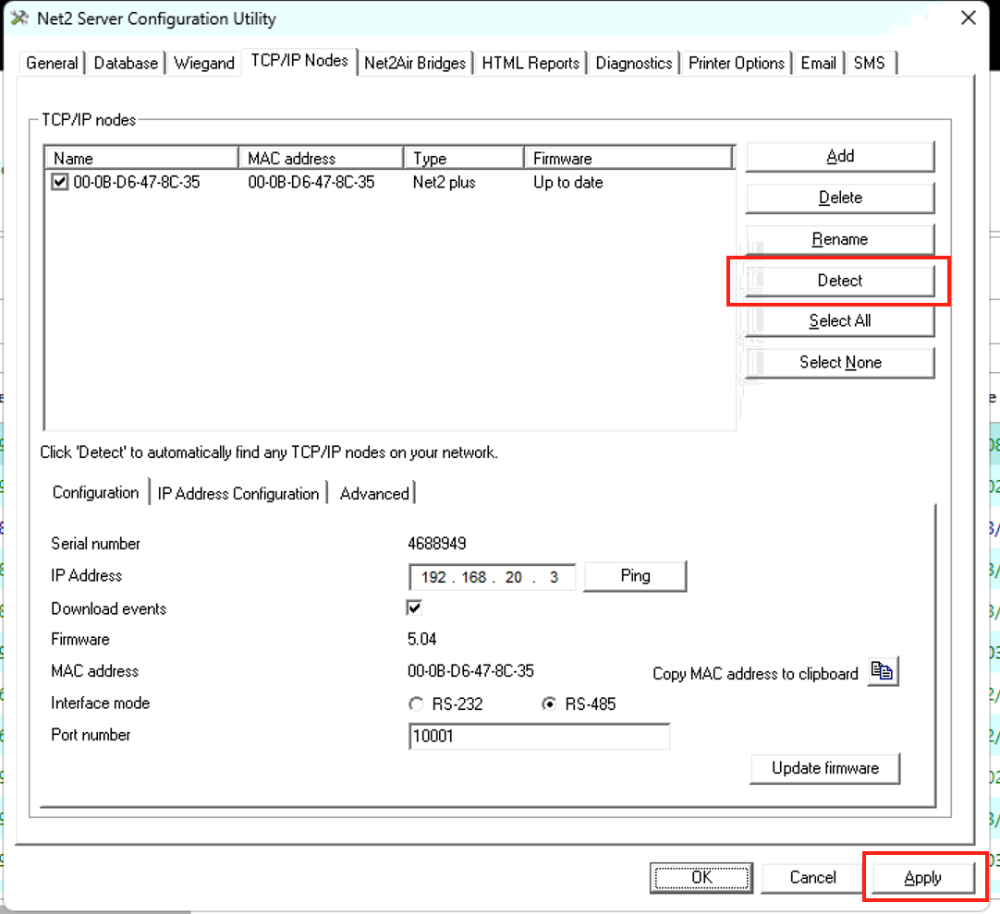 Net2 Server Configuration Utility
General Database Wiegand TCP/IP Nodes Net2Air Bridges HTML Reports Diagnostics Printer Options Email SMS
TCP/IP nodes
Name MAC address Type Firmware
00-0B-D6-47-8C-35 00-0B-D6-47-8C-35 Net2 plus Up to date
Add
Delete
Rename
Detect
Select All
Select None
Click 'Detect' to automatically find any TCP/IP nodes on your network.
Configuration IP Address Configuration Advanced
Serial number 4688949
IP Address 192 . 168 . 20 . 3 Ping
Download events
Firmware 5.04
MAC address 00-0B-D6-47-8C-35 Copy MAC address to clipboard
Interface mode RS-232 RS-485
Port number 10001
Update firmware
OK Cancel Apply